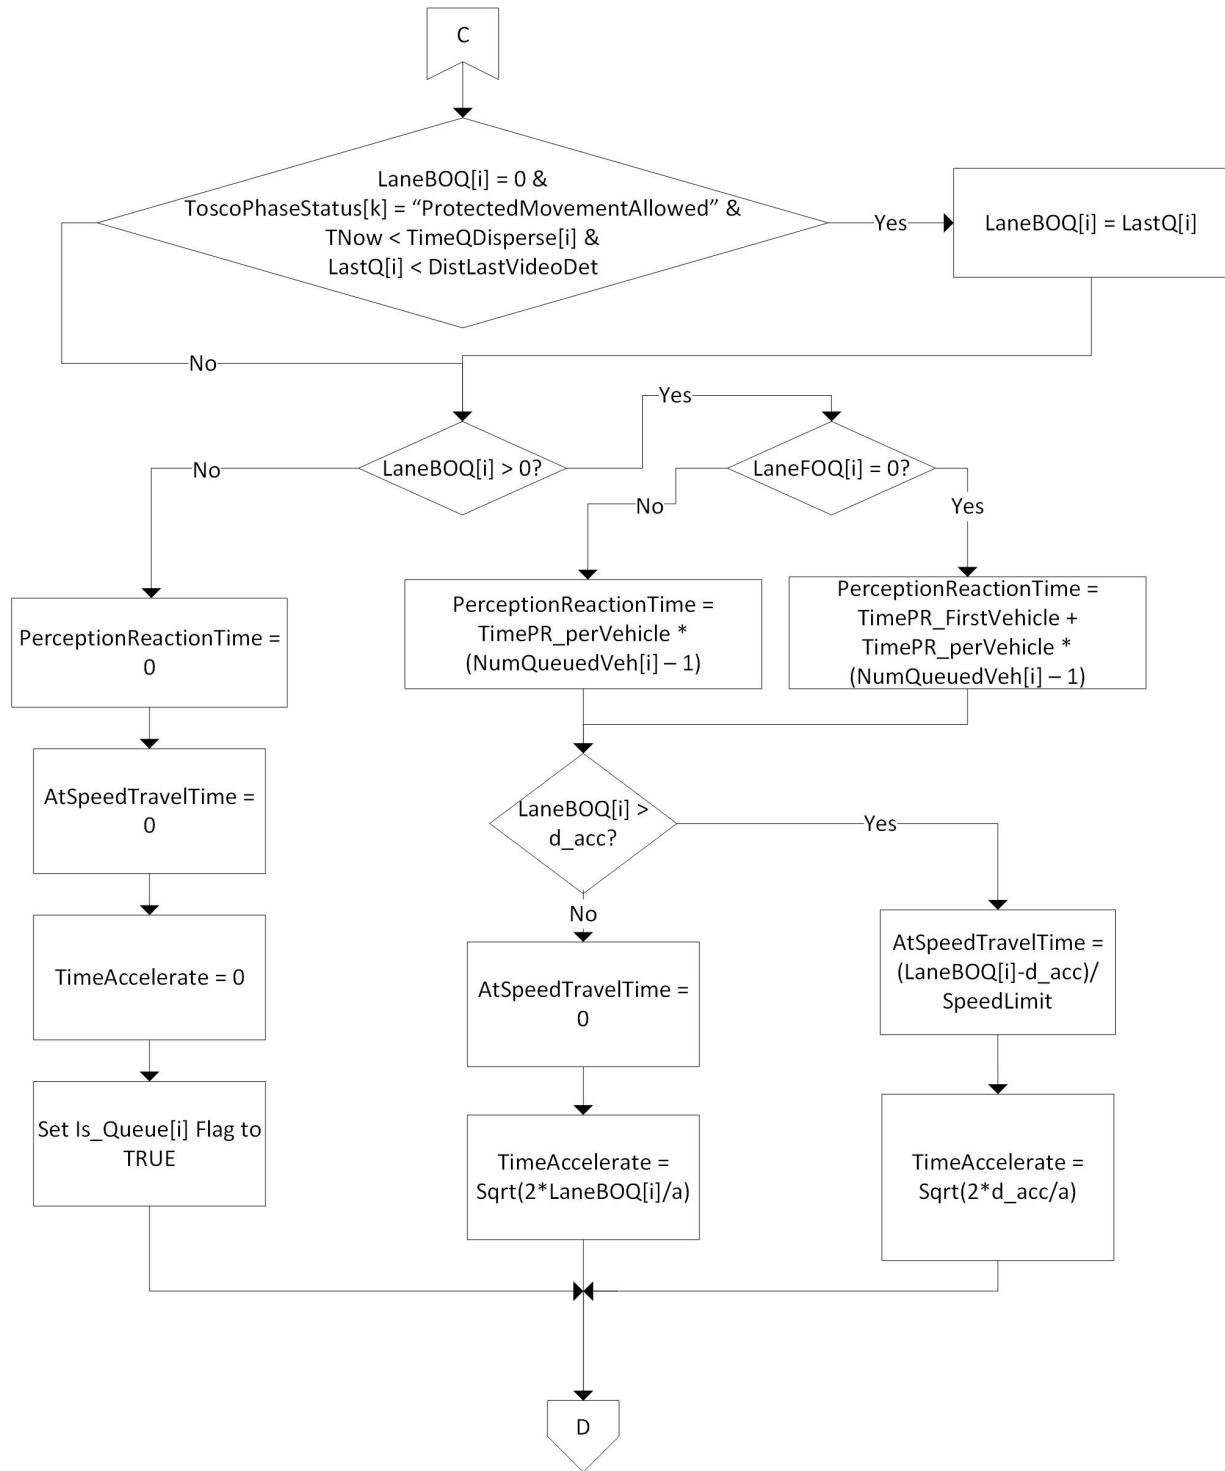 C
LaneBOQ[i] = 0 &
ToscoPhaseStatus[k] = “ProtectedMovementAllowed” &
TNow < TimeQDisperse[i] &
LastQ[i] < DistLastVideoDet
Yes
LaneBOQ[i] = LastQ[i]
No
Yes
LaneBOQ[i] > 0?
No
LaneFOQ[i] = 0?
No
Yes
PerceptionReactionTime =
0
PerceptionReactionTime =
TimePR_perVehicle *
(NumQueuedVeh[i] – 1)
PerceptionReactionTime =
TimePR_FirstVehicle +
TimePR_perVehicle *
(NumQueuedVeh[i] – 1)
AtSpeedTravelTime =
0
LaneBOQ[i] >
d_acc?
Yes
No
TimeAccelerate = 0
AtSpeedTravelTime =
0
AtSpeedTravelTime =
(LaneBOQ[i]-d_acc)/
SpeedLimit
Set Is_Queue[i] Flag to
TRUE
TimeAccelerate =
Sqrt(2*LaneBOQ[i]/a)
TimeAccelerate =
Sqrt(2*d_acc/a)
D